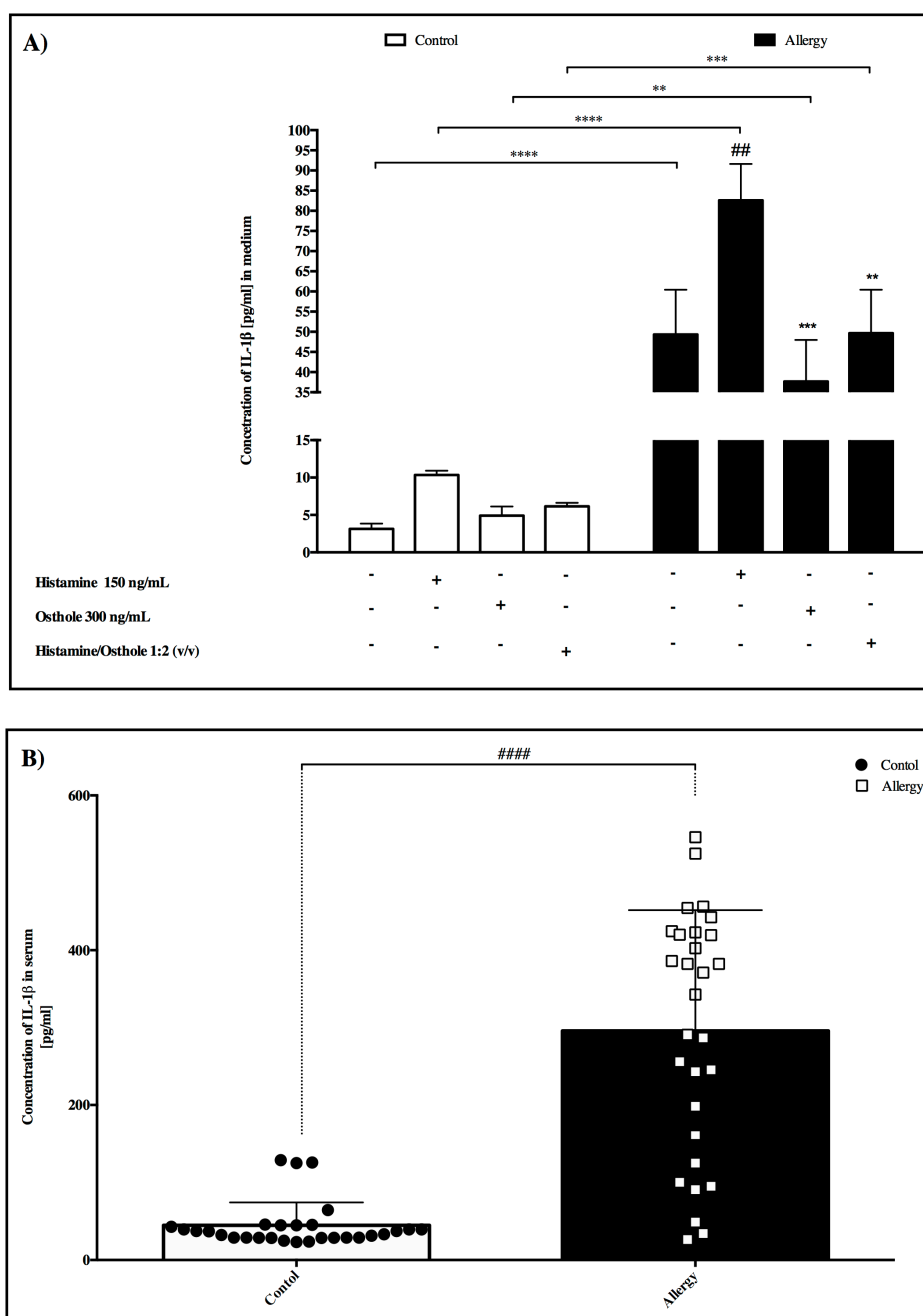 A)
Control
Allergy
***
**
****
****
##
**
***
Concetration of IL-1β [pg/ml] in medium
100
95
90
85
80
75
70
65
60
55
50
45
40
35
15
10
5
0
Histamine 150 ng/mL - + - - - + - -
Osthole 300 ng/mL - - + - - - + -
Histamine/Osthole 1:2 (v/v) - - - + - - - +
B)
####
Contol
Allergy
Concentration of IL-1β in serum
[pg/ml]
600
400
200
0
Contol
Allergy